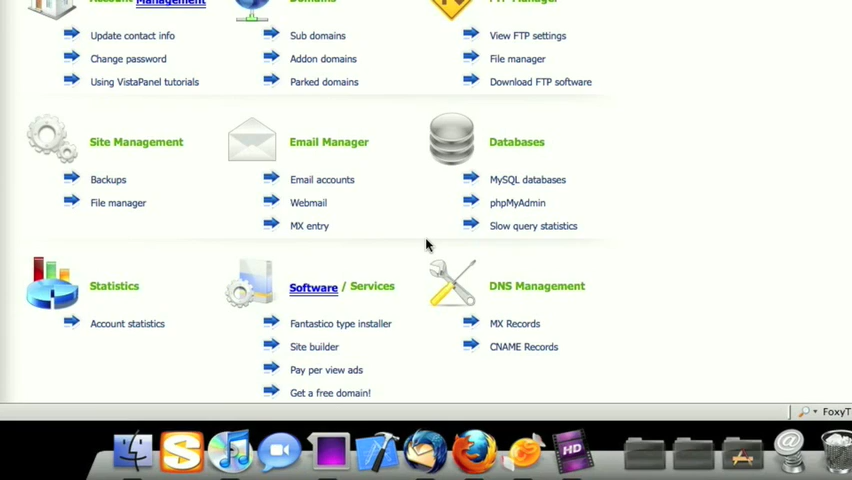 Account Management
Domains
FTP Manager
Update contact info
Sub domains
View FTP settings
Change password
Addon domains
File manager
Using VistaPanel tutorials
Parked domains
Download FTP software
Site Management
Email Manager
Databases
Backups
Email accounts
MySQL databases
File manager
Webmail
phpMyAdmin
MX entry
Slow query statistics
Statistics
Software / Services
DNS Management
Account statistics
Fantastico type installer
MX Records
Site builder
CNAME Records
Pay per view ads
Get a free domain!
FoxyT
HD